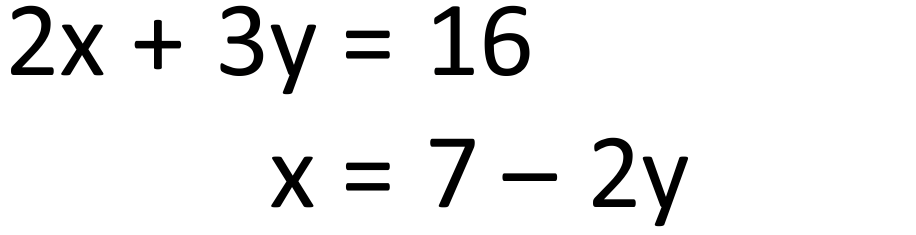 2x + 3y = 16
x = 7 – 2y